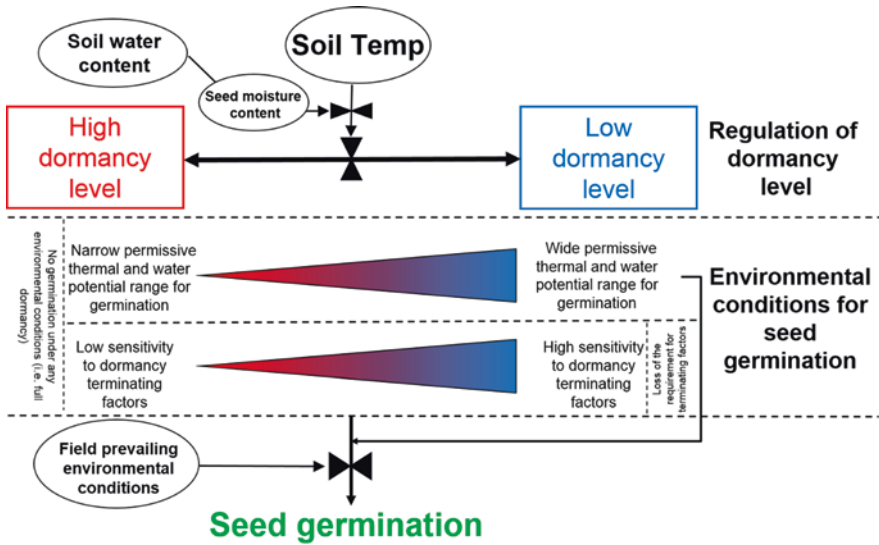 Soil water
content
Soil Temp
Seed moisture
content
High
dormancy
level
Low
dormancy
level
Regulation of
dormancy
level
No germination under any
environmental conditions (i.e. full
dormancy)
Narrow permissive
thermal and water
potential range for
germination
Wide permissive
thermal and water
potential range for
germination
Environmental
conditions for
seed
germination
Low sensitivity
to dormancy
terminating
factors
High sensitivity
to dormancy
terminating
factors
Loss of the
requirement for
terminating factors
Field prevailing
environmental
conditions
Seed germination